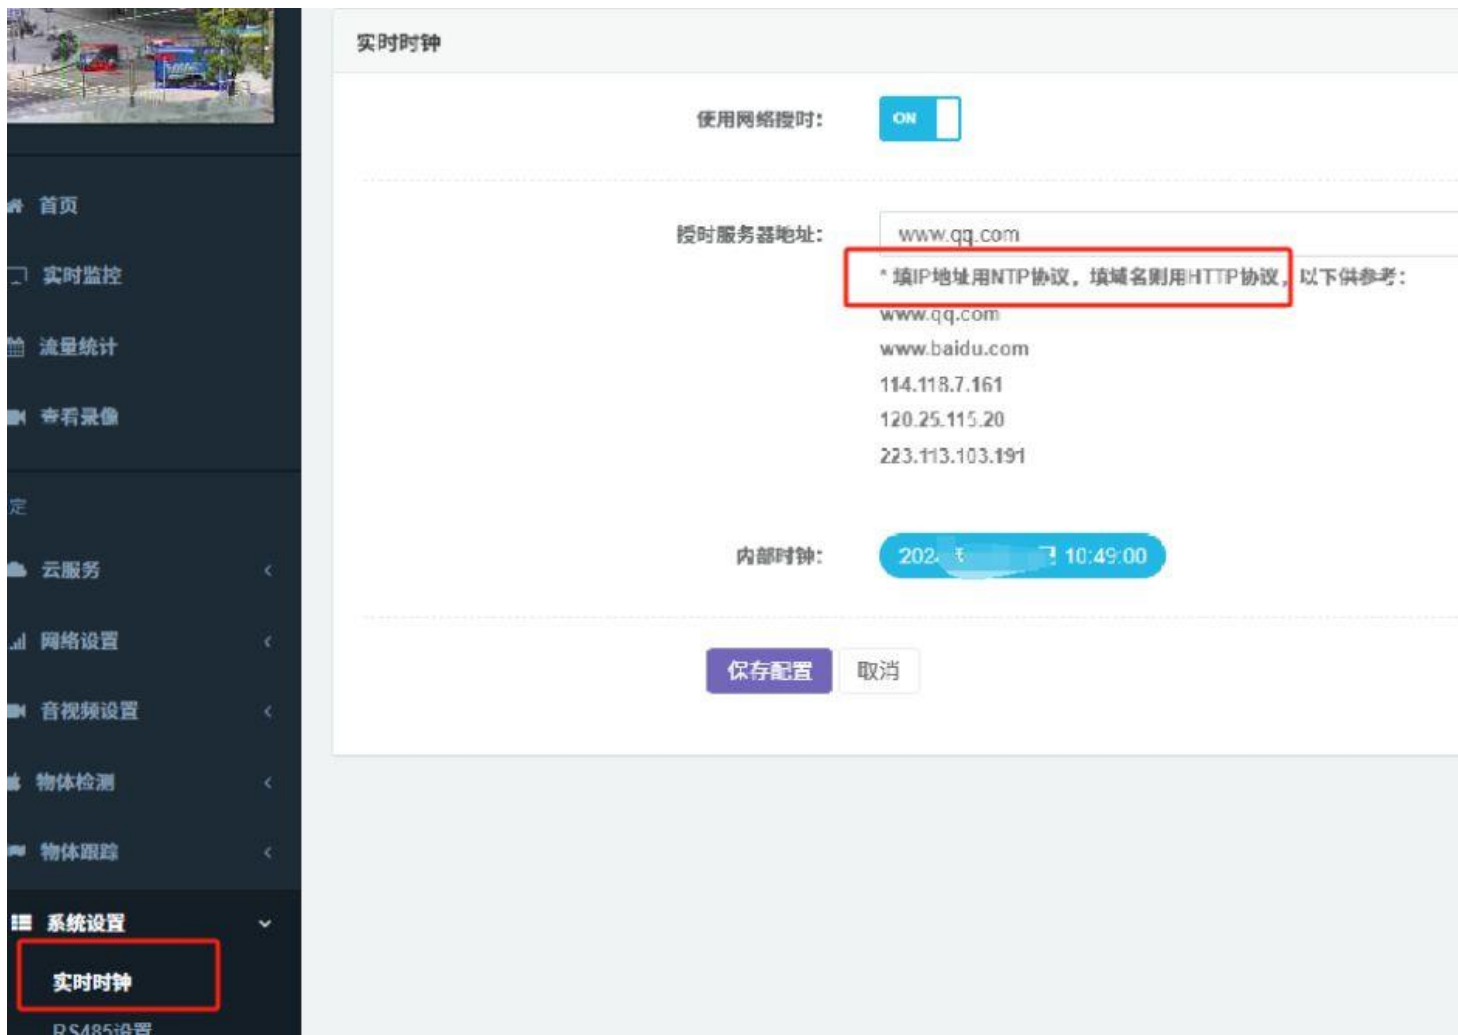 实时时钟
使用网络授时：
ON
授时服务器地址：
www.qq.com
* 填IP地址用NTP协议，填域名则用HTTP协议，以下供参考：
www.qq.com
www.baidu.com
114.118.7.161
120.25.115.20
223.113.103.191
内部时钟：
202 10:49:00
保存配置
取消
首页
实时监控
流量统计
查看录像
定
云服务
网络设置
音视频设置
物体检测
物体跟踪
系统设置
实时时钟
RS485设置